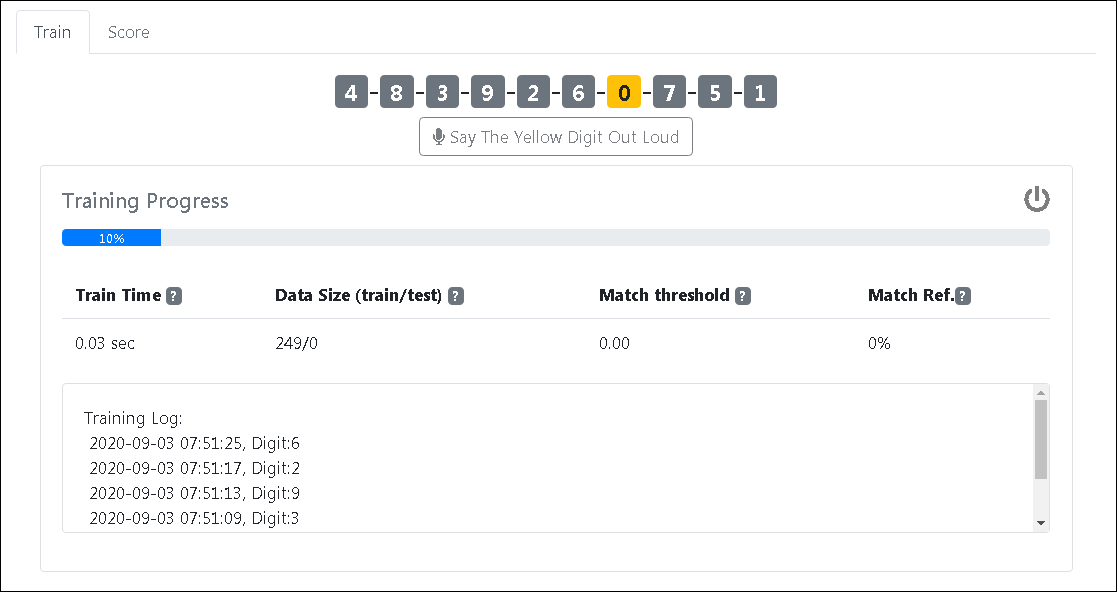 Train Score
4-8-3-9-2-6-0-7-5-1
Say The Yellow Digit Out Loud
Training Progress
10%
Train Time ? Data Size (train/test) ? Match threshold ? Match Ref.?
0.03 sec 249/0 0.00 0%
Training Log:
2020-09-03 07:51:25, Digit:6
2020-09-03 07:51:17, Digit:2
2020-09-03 07:51:13, Digit:9
2020-09-03 07:51:09, Digit:3